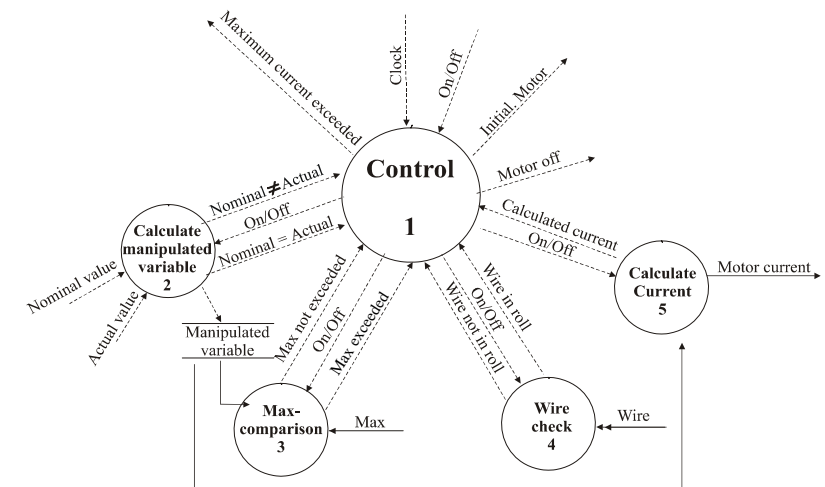 Maximum current exceeded
Clock
On/Off
Initial. Motor
Control
1
Motor off
Nominal ≠ Actual
On/Off
Nominal = Actual
Calculated current
On/Off
Calculate
manipulated
variable
2
Nominal value
Actual value
Calculate
Current
5
Motor current
Manipulated
variable
Max not exceeded
On/Off
Max exceeded
Wire in roll
On/Off
Wire not in roll
Max-
comparison
3
Max
Wire
check
4
Wire